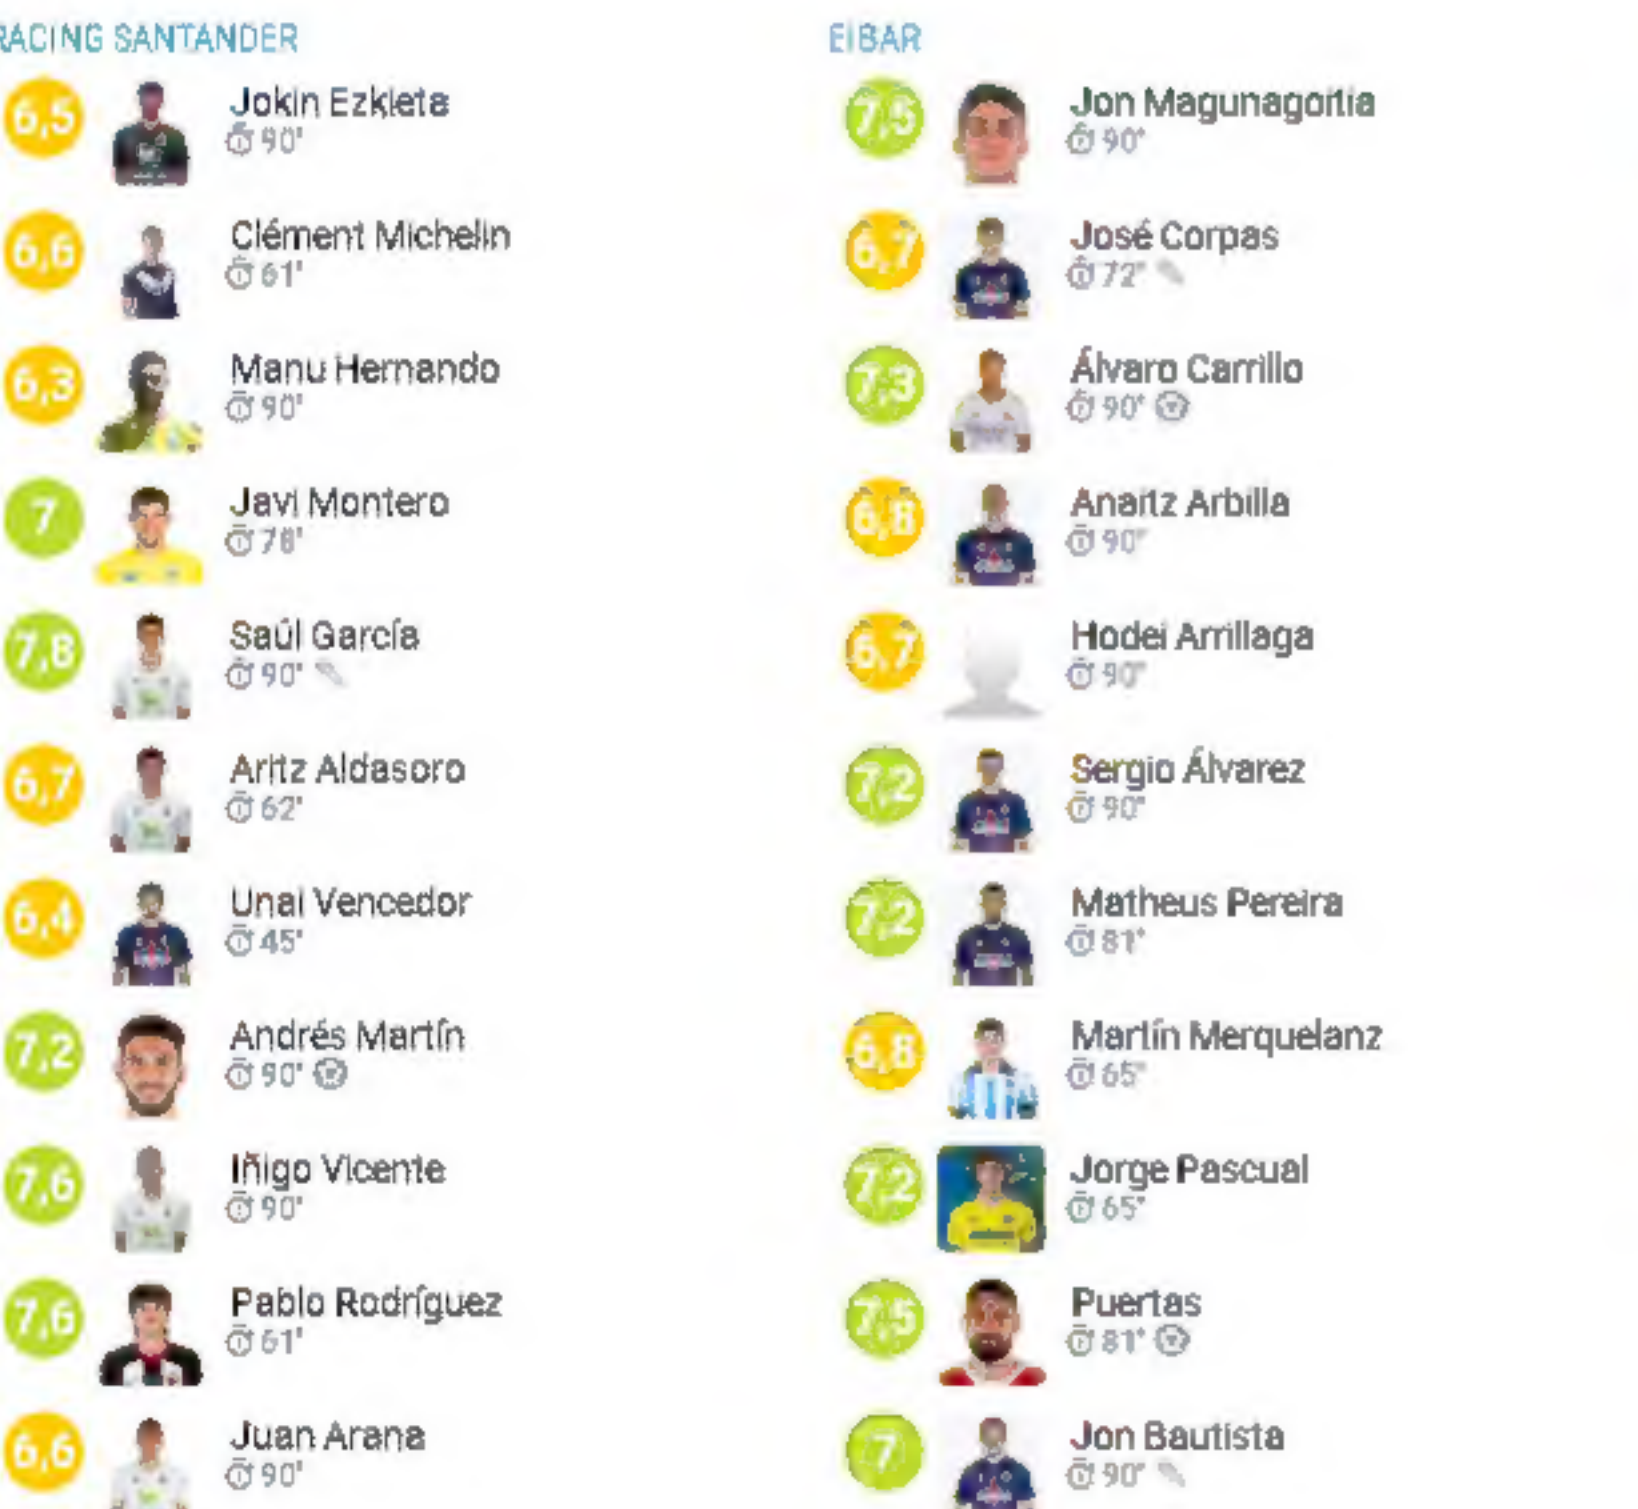 RACING SANTANDER
6,5 Jokin Ezkieta
90'
6,6 Clément Michelin
61'
6,3 Manu Hernando
90'
7 Javi Montero
78'
7,8 Saúl García
90'
6,7 Aritz Aldasoro
62'
6,4 Unai Vencedor
45'
7,2 Andrés Martín
90'
7,6 Iñigo Vicente
90'
7,6 Pablo Rodríguez
61'
6,6 Juan Arana
90'
EIBAR
7,5 Jon Magunagoitia
90'
6,7 José Corpas
72'
7,3 Álvaro Carrillo
90'
6,8 Anaitz Arbilla
90'
6,7 Hodei Arrillaga
90'
7,2 Sergio Álvarez
90'
7,2 Matheus Pereira
81'
6,8 Martín Merquelanz
65'
7,2 Jorge Pascual
65'
7,5 Puertas
81'
7 Jon Bautista
90'